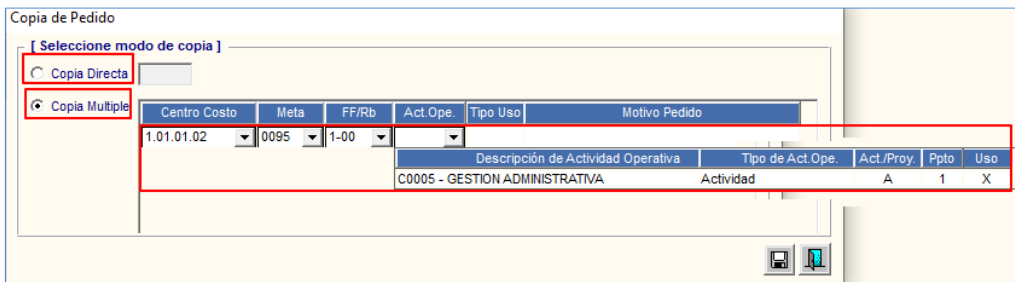 Copia de Pedido
[ Seleccione modo de copia ]
Copia Directa
Copia Multiple
Centro Costo Meta FF/Rb Act.Ope. Tipo Uso Motivo Pedido
1.01.01.02 0095 1-00
Descripción de Actividad Operativa Tipo de Act.Ope. Act./Proy. Ppto Uso
C0005 - GESTION ADMINISTRATIVA Actividad A 1 X